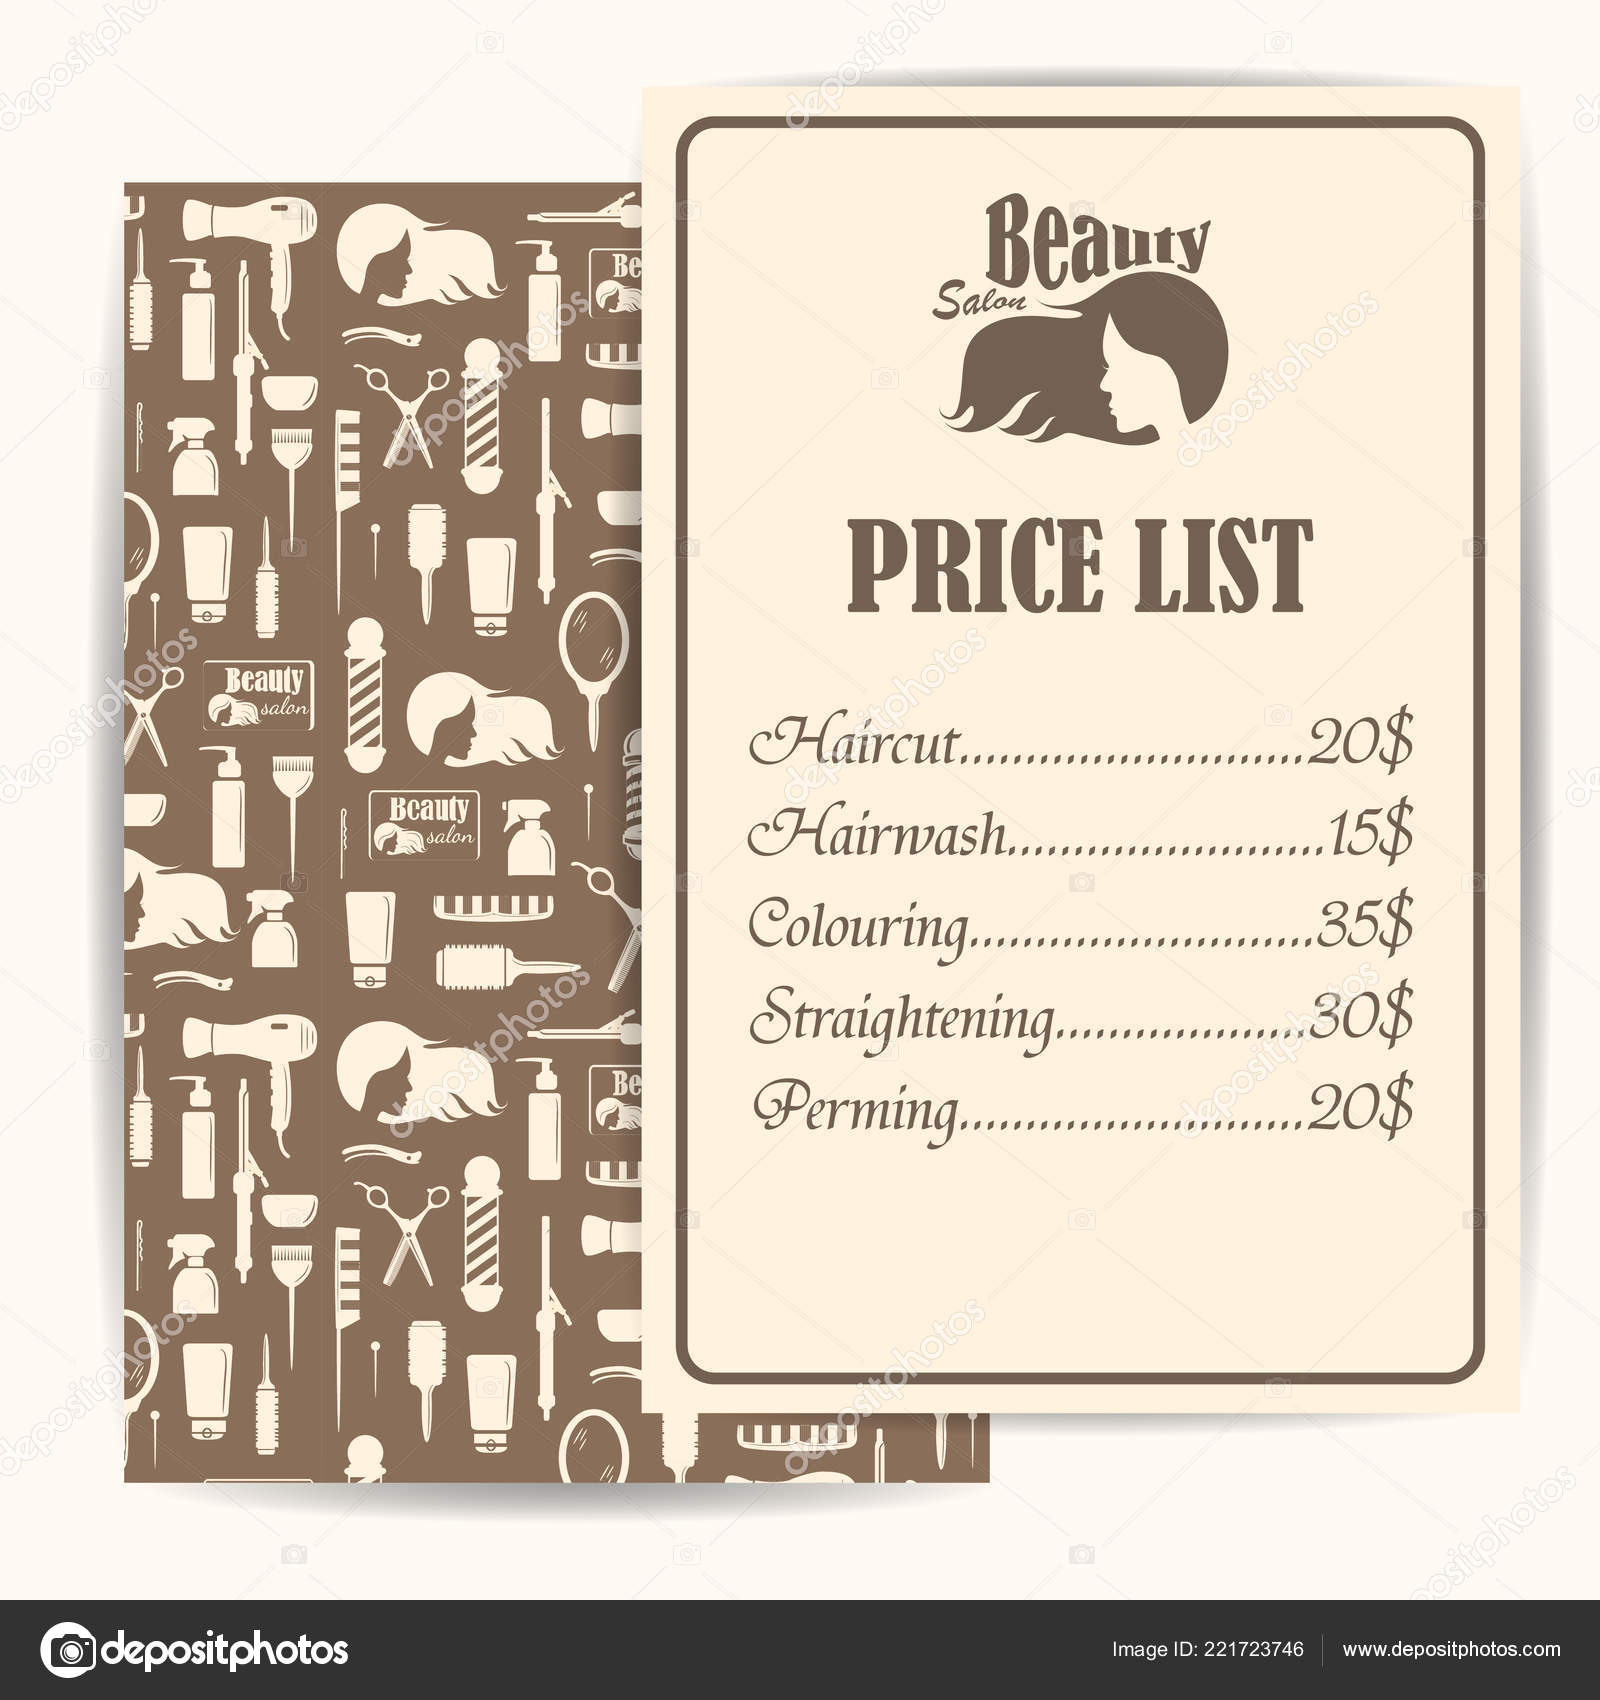 Beauty
Salon
PRICE LIST
Haircut..........................20$
Hairwash........................15$
Colouring..........................35$
Straightening...................30$
Perming..........................20$
Be
Beauty
salon
Beauty
salon
Be
depositphotos
Image ID: 221723746
www.depositphotos.com